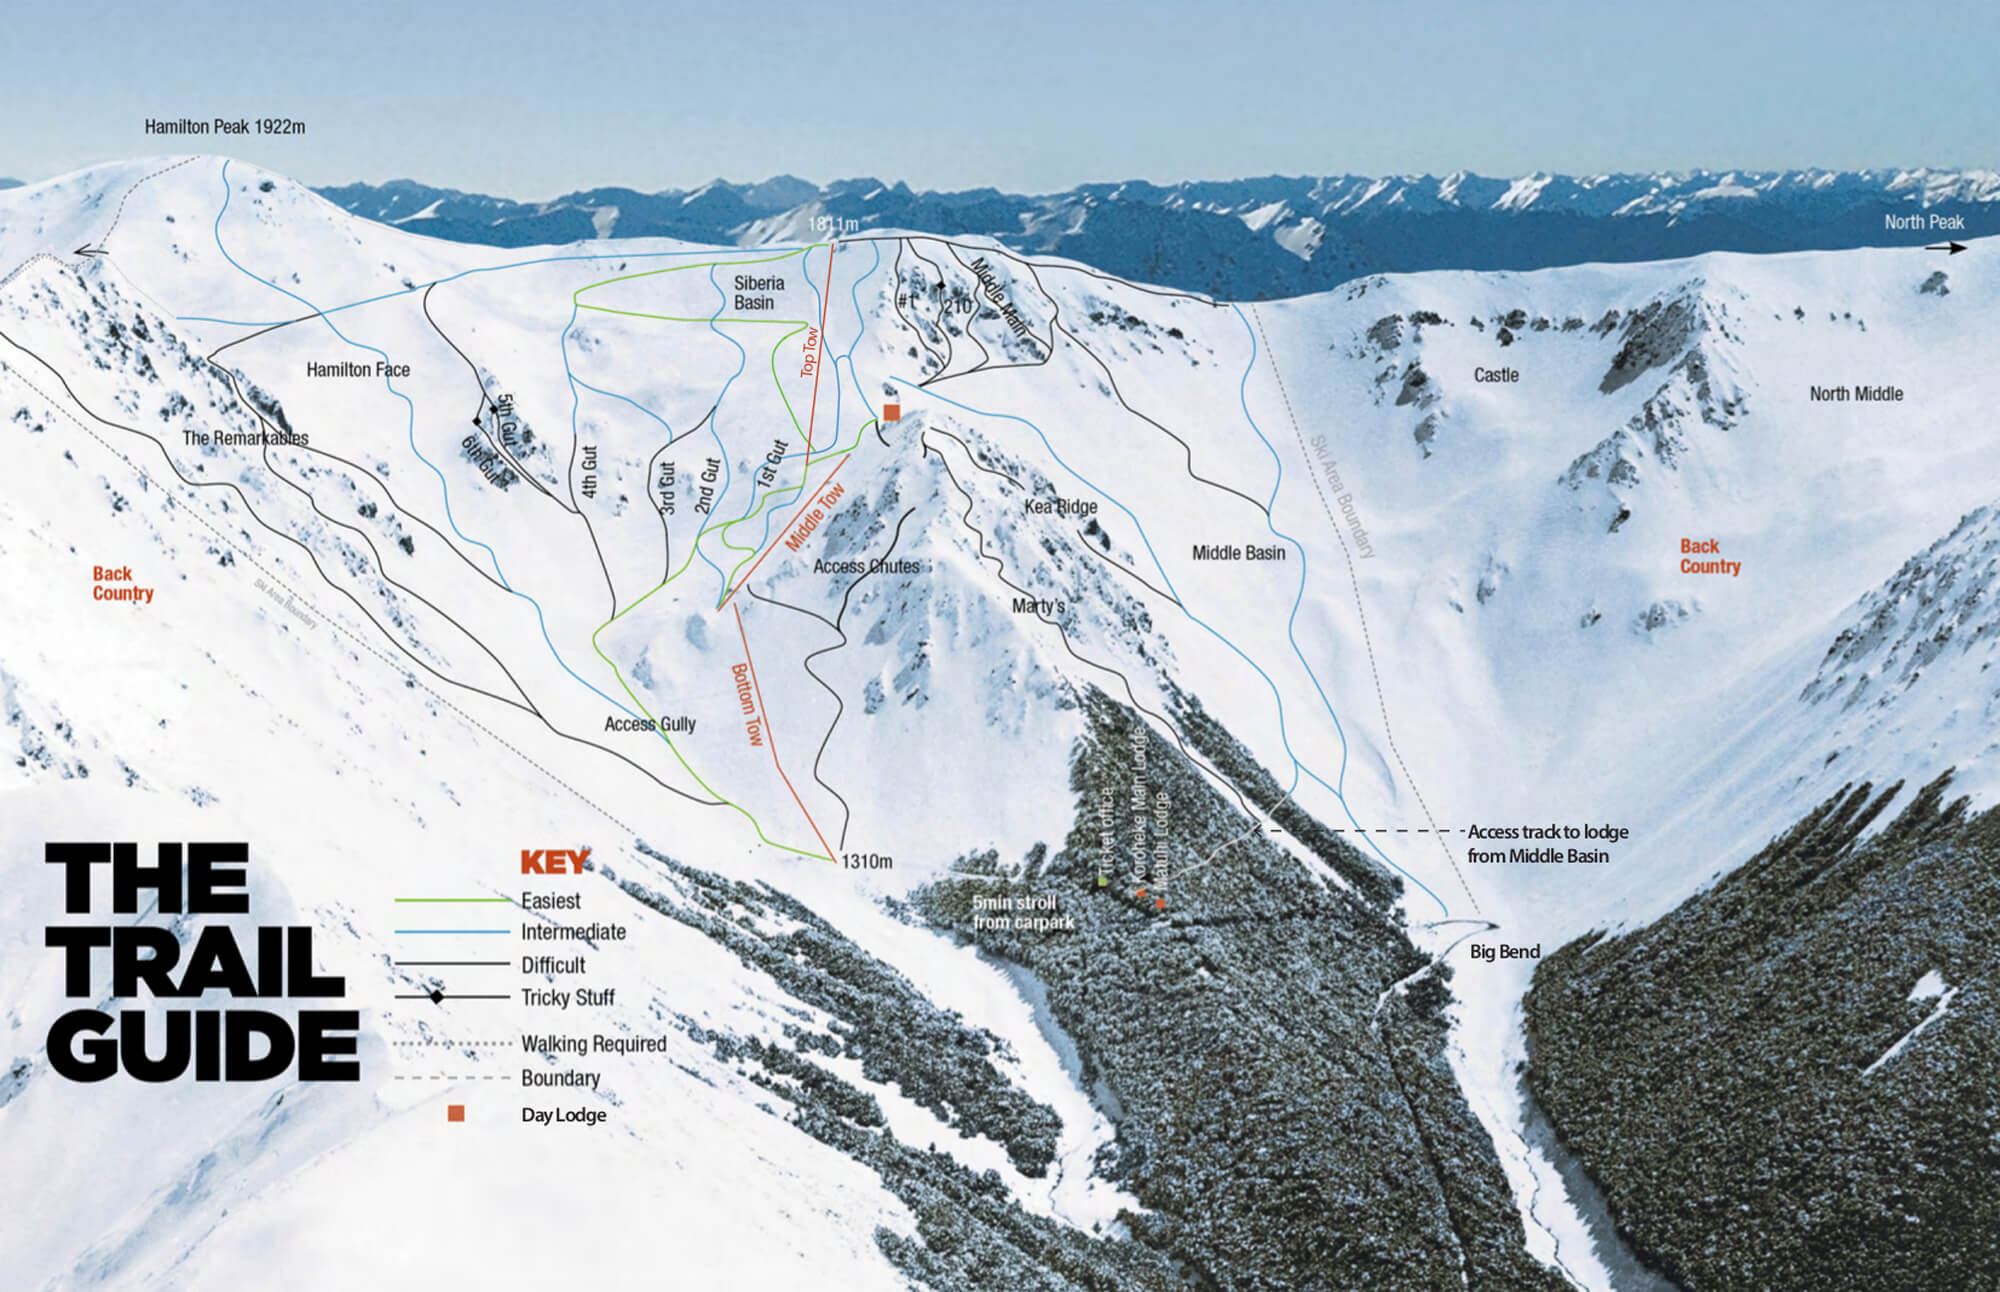 Hamilton Peak 1922m
1811m
North Peak
Siberia
Basin
#1
210
Middle Main
Top Tow
Hamilton Face
Castle
North Middle
The Remarkables
5th Gut
6th Gut
4th Gut
3rd Gut
2nd Gut
1st Gut
Middle Tow
Kea Ridge
Ski Area Boundary
Middle Basin
Access Chutes
Back
Country
Back
Country
Ski Area Boundary
Marty's
Bottom Tow
Access Gully
Ticket office
Koroheke Main Lodge
Matuhi Lodge
Access track to lodge
from Middle Basin
1310m
5min stroll
from carpark
Big Bend
THE
TRAIL
GUIDE
KEY
Easiest
Intermediate
Difficult
Tricky Stuff
Walking Required
Boundary
Day Lodge